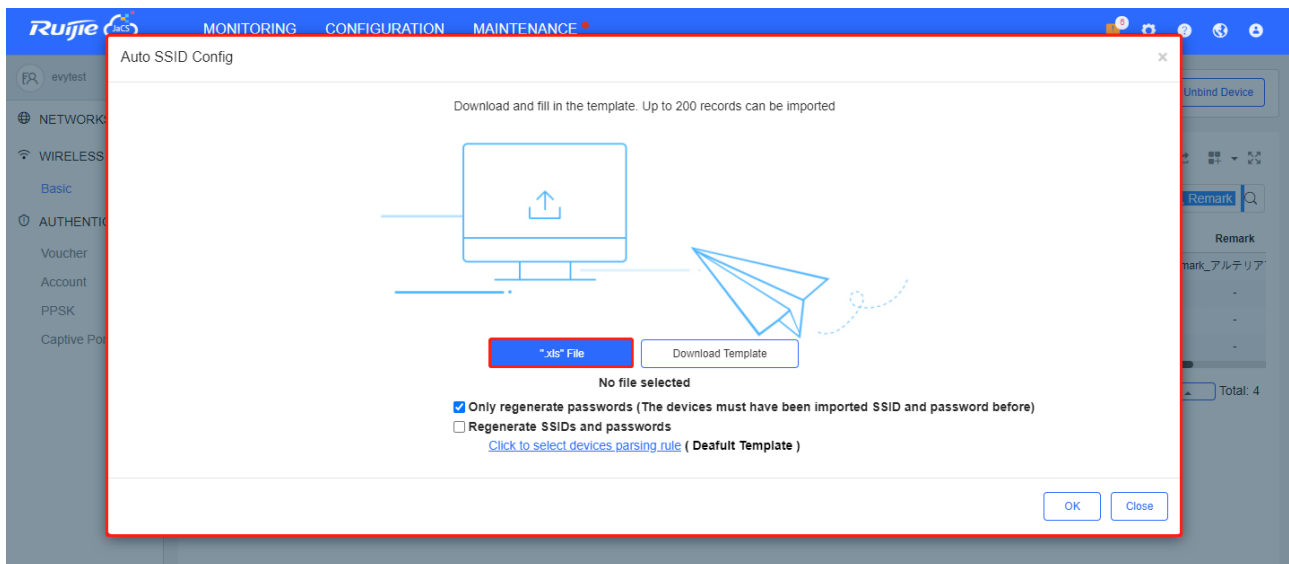 Ruijie JaCS MONITORING CONFIGURATION MAINTENANCE 8
evytest
Unbind Device
NETWORKS
WIRELESS
Basic
Remark
AUTHENTIC
Remark
Voucher
mark_アルテリア
Account
-
PPSK
-
Captive Por
-
Total: 4
Auto SSID Config ×
Download and fill in the template. Up to 200 records can be imported
".xls" File Download Template
No file selected
Only regenerate passwords (The devices must have been imported SSID and password before)
Regenerate SSIDs and passwords
Click to select devices parsing rule ( Deafult Template )
OK Close